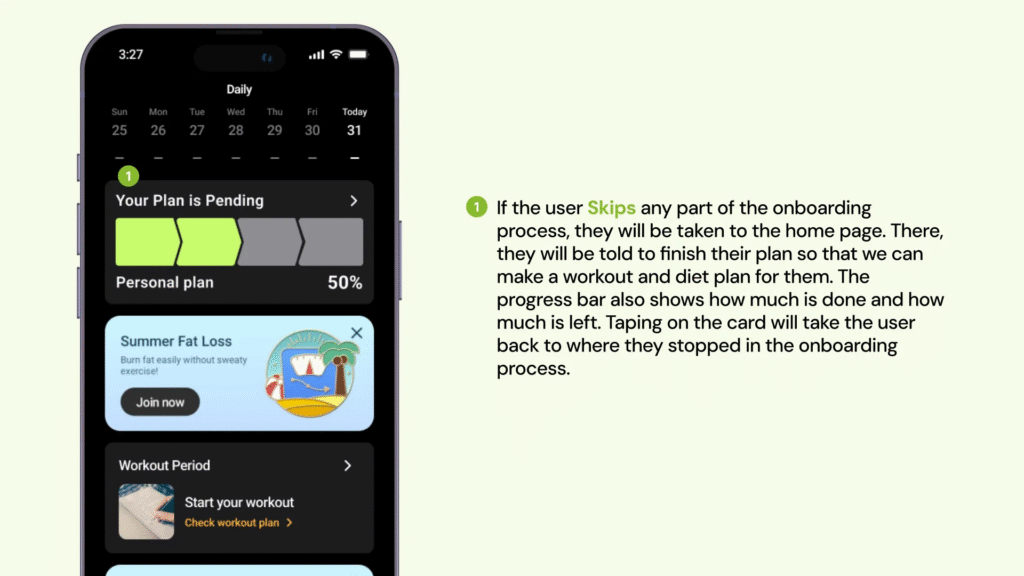 3:27
Daily
Sun Mon Tue Wed Thu Fri Today
25 26 27 28 29 30 31
1
Your Plan is Pending
Personal plan 50%
Summer Fat Loss
Burn fat easily without sweaty
exercise!
Join now
Workout Period
Start your workout
Check workout plan
1 If the user Skips any part of the onboarding
process, they will be taken to the home page. There,
they will be told to finish their plan so that we can
make a workout and diet plan for them. The
progress bar also shows how much is done and how
much is left. Taping on the card will take the user
back to where they stopped in the onboarding
process.